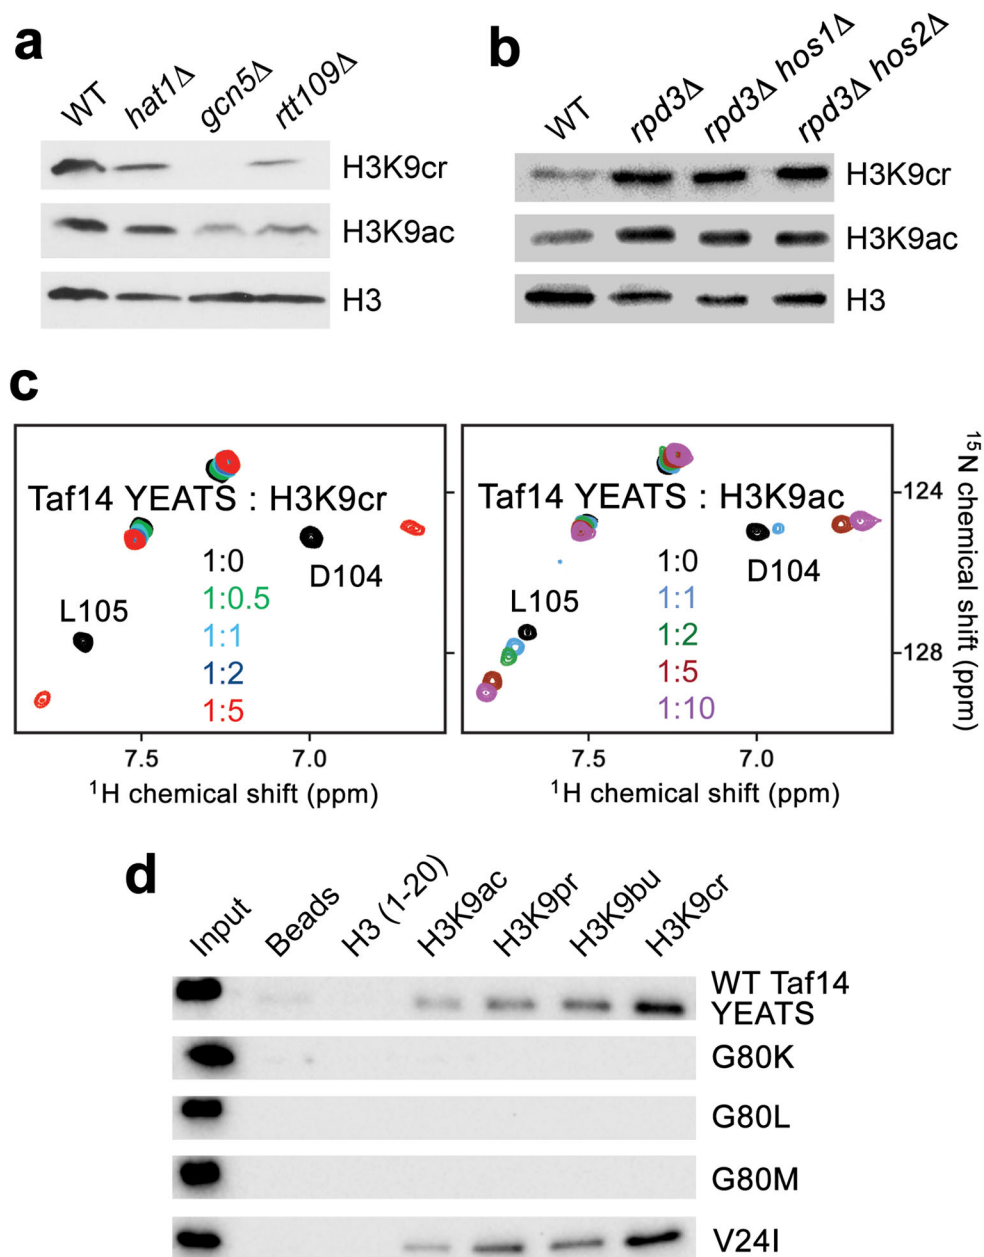 a
WT hat1Δ gcn5Δ rtt109Δ
H3K9cr
H3K9ac
H3
b
WT rpd3Δ rpd3Δ hos1Δ rpd3Δ hos2Δ
H3K9cr
H3K9ac
H3
c
Taf14 YEATS : H3K9cr
1:0
1:0.5
1:1
1:2
1:5
D104
L105
7.5 7.0
¹H chemical shift (ppm)
Taf14 YEATS : H3K9ac
1:0
1:1
1:2
1:5
1:10
D104
L105
7.5 7.0
¹H chemical shift (ppm)
124
128
¹⁵N chemical shift (ppm)
d
Input Beads H3 (1-20) H3K9ac H3K9pr H3K9bu H3K9cr
WT Taf14
YEATS
G80K
G80L
G80M
V24I